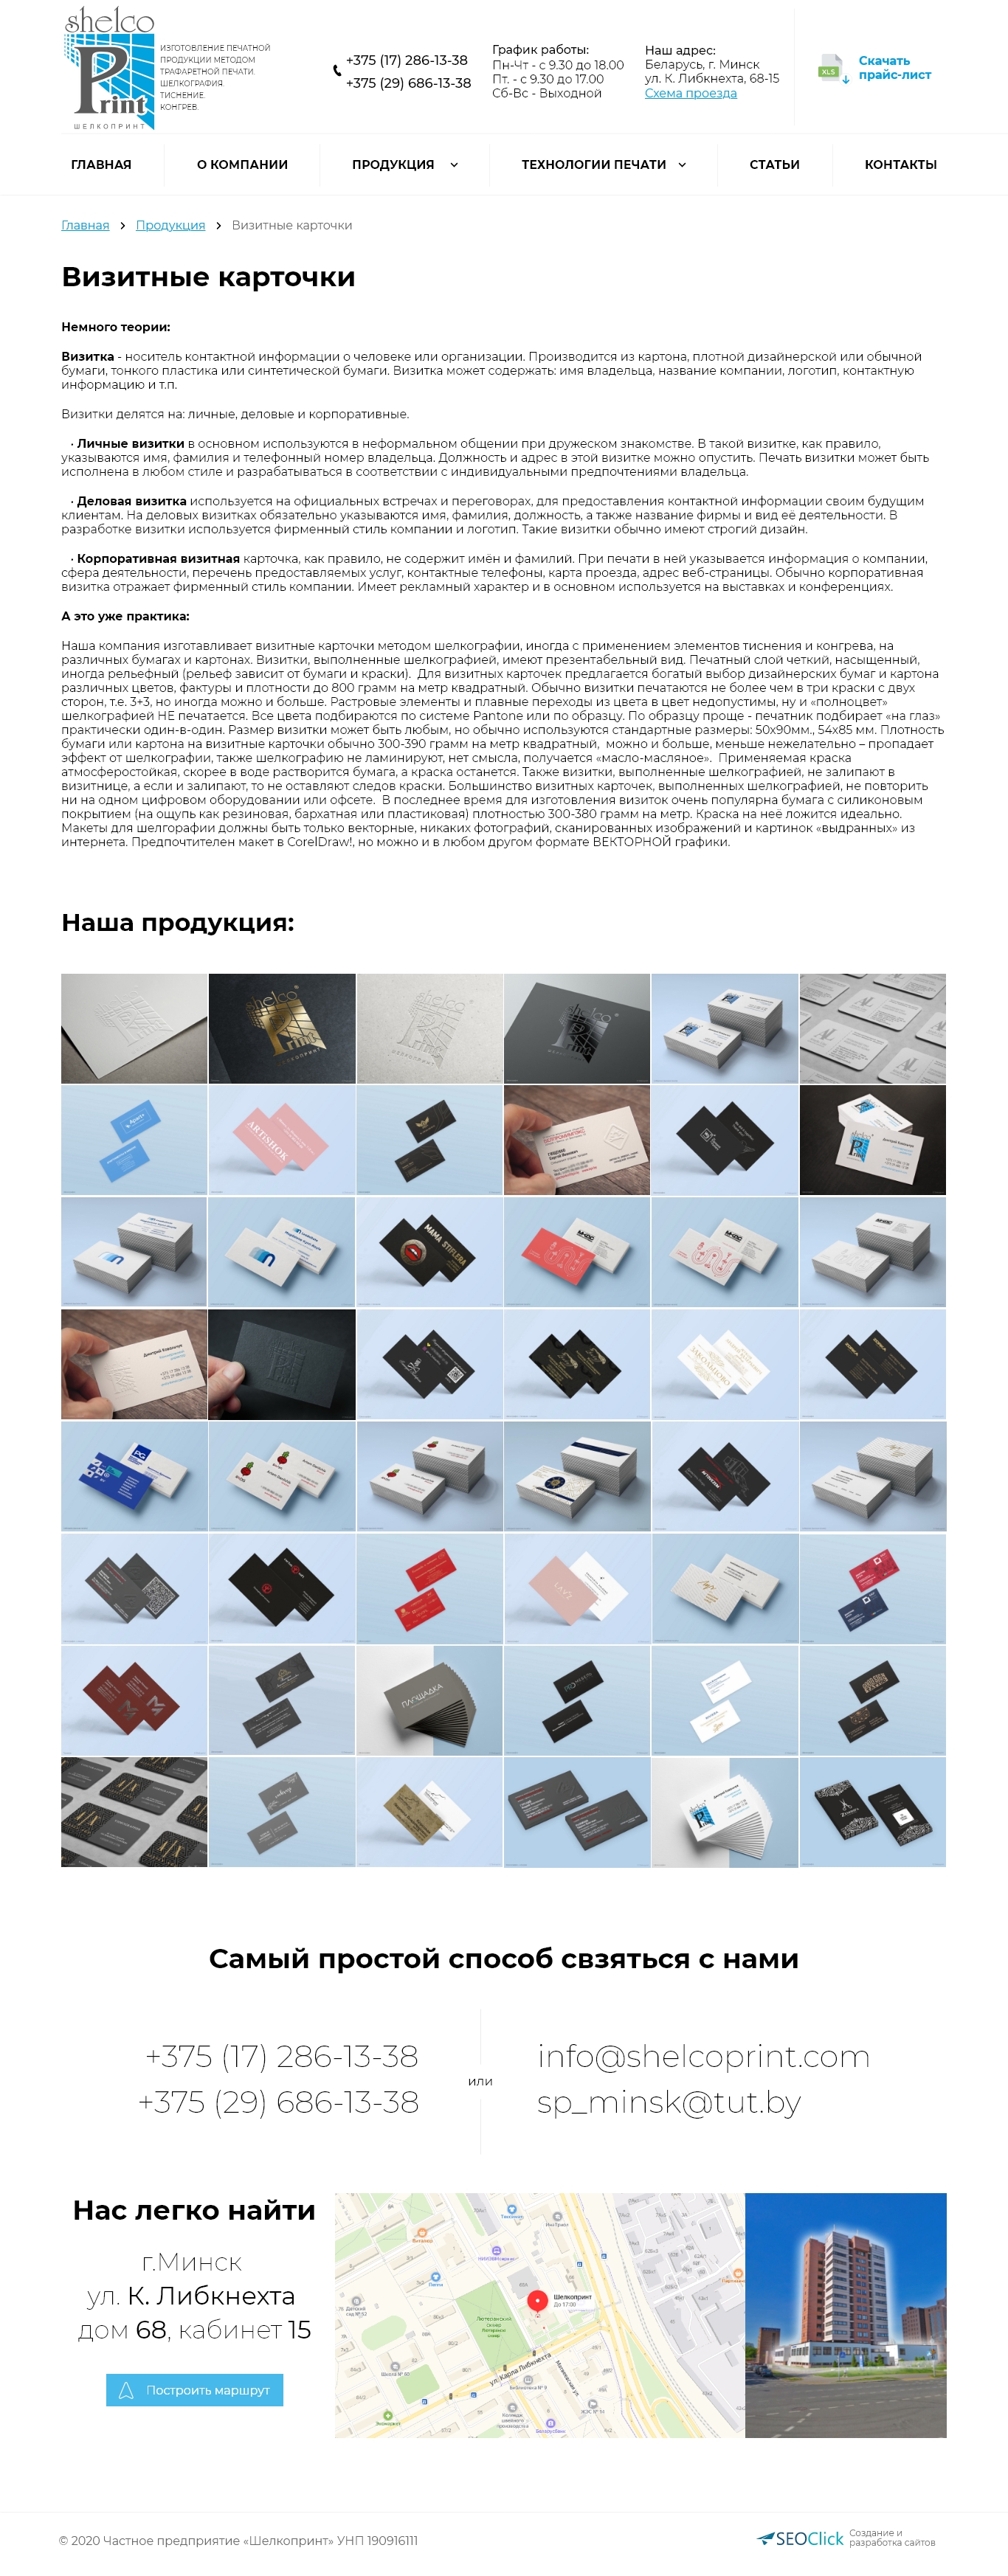 shelco
Print
ШЕЛКОПРИНТ
ИЗГОТОВЛЕНИЕ ПЕЧАТНОЙ
ПРОДУКЦИИ МЕТОДОМ
ТРАФАРЕТНОЙ ПЕЧАТИ.
ШЕЛКОГРАФИЯ.
ТИСНЕНИЕ.
КОНГРЕВ.
+375 (17) 286-13-38
+375 (29) 686-13-38
График работы:
Пн-Чт - с 9.30 до 18.00
Пт. - с 9.30 до 17.00
Сб-Вс - Выходной
Наш адрес:
Беларусь, г. Минск
ул. К. Либкнехта, 68-15
Схема проезда
XLS
Скачать
прайс-лист
ГЛАВНАЯ О КОМПАНИИ ПРОДУКЦИЯ ТЕХНОЛОГИИ ПЕЧАТИ СТАТЬИ КОНТАКТЫ
Главная Продукция Визитные карточки
Визитные карточки
Немного теории:
Визитка - носитель контактной информации о человеке или организации. Производится из картона, плотной дизайнерской или обычной
бумаги, тонкого пластика или синтетической бумаги. Визитка может содержать: имя владельца, название компании, логотип, контактную
информацию и т.п.
Визитки делятся на: личные, деловые и корпоративные.
· Личные визитки в основном используются в неформальном общении при дружеском знакомстве. В такой визитке, как правило,
указываются имя, фамилия и телефонный номер владельца. Должность и адрес в этой визитке можно опустить. Печать визитки может быть
исполнена в любом стиле и разрабатываться в соответствии с индивидуальными предпочтениями владельца.
· Деловая визитка используется на официальных встречах и переговорах, для предоставления контактной информации своим будущим
клиентам. На деловых визитках обязательно указываются имя, фамилия, должность, а также название фирмы и вид её деятельности. В
разработке визитки используется фирменный стиль компании и логотип. Такие визитки обычно имеют строгий дизайн.
· Корпоративная визитная карточка, как правило, не содержит имён и фамилий. При печати в ней указывается информация о компании,
сфера деятельности, перечень предоставляемых услуг, контактные телефоны, карта проезда, адрес веб-страницы. Обычно корпоративная
визитка отражает фирменный стиль компании. Имеет рекламный характер и в основном используется на выставках и конференциях.
А это уже практика:
Наша компания изготавливает визитные карточки методом шелкографии, иногда с применением элементов тиснения и конгрева, на
различных бумагах и картонах. Визитки, выполненные шелкографией, имеют презентабельный вид. Печатный слой четкий, насыщенный,
иногда рельефный (рельеф зависит от бумаги и краски). Для визитных карточек предлагается богатый выбор дизайнерских бумаг и картона
различных цветов, фактуры и плотности до 800 грамм на метр квадратный. Обычно визитки печатаются не более чем в три краски с двух
сторон, т.е. 3+3, но иногда можно и больше. Растровые элементы и плавные переходы из цвета в цвет недопустимы, ну и «полноцвет»
шелкографией НЕ печатается. Все цвета подбираются по системе Pantone или по образцу. По образцу проще - печатник подбирает «на глаз»
практически один-в-один. Размер визитки может быть любым, но обычно используются стандартные размеры: 50x90мм., 54x85 мм. Плотность
бумаги или картона на визитные карточки обычно 300-390 грамм на метр квадратный, можно и больше, меньше нежелательно – пропадает
эффект от шелкографии, также шелкографию не ламинируют, нет смысла, получается «масло-масляное». Применяемая краска
атмосферостойкая, скорее в воде растворится бумага, а краска останется. Также визитки, выполненные шелкографией, не залипают в
визитнице, а если и залипают, то не оставляют следов краски. Большинство визитных карточек, выполненных шелкографией, не повторить
ни на одном цифровом оборудовании или офсете. В последнее время для изготовления визиток очень популярна бумага с силиконовым
покрытием (на ощупь как резиновая, бархатная или пластиковая) плотностью 300-380 грамм на метр. Краска на неё ложится идеально.
Макеты для шелгорафии должны быть только векторные, никаких фотографий, сканированных изображений и картинок «выдранных» из
интернета. Предпочтителен макет в CorelDraw!, но можно и в любом другом формате ВЕКТОРНОЙ графики.
Наша продукция:
ARTISHOK
MAMA STIFLERA
ПЛОЩАДКА
Самый простой способ свзяться с нами
+375 (17) 286-13-38
+375 (29) 686-13-38
или
info@shelcoprint.com
sp_minsk@tut.by
Нас легко найти
г.Минск
ул. К. Либкнехта
дом 68, кабинет 15
Построить маршрут
Шелкопринт
До 17:00
ул. Карла Либкнехта
© 2020 Частное предприятие «Шелкопринт» УНП 190916111
SEOClick
Создание и
разработка сайтов